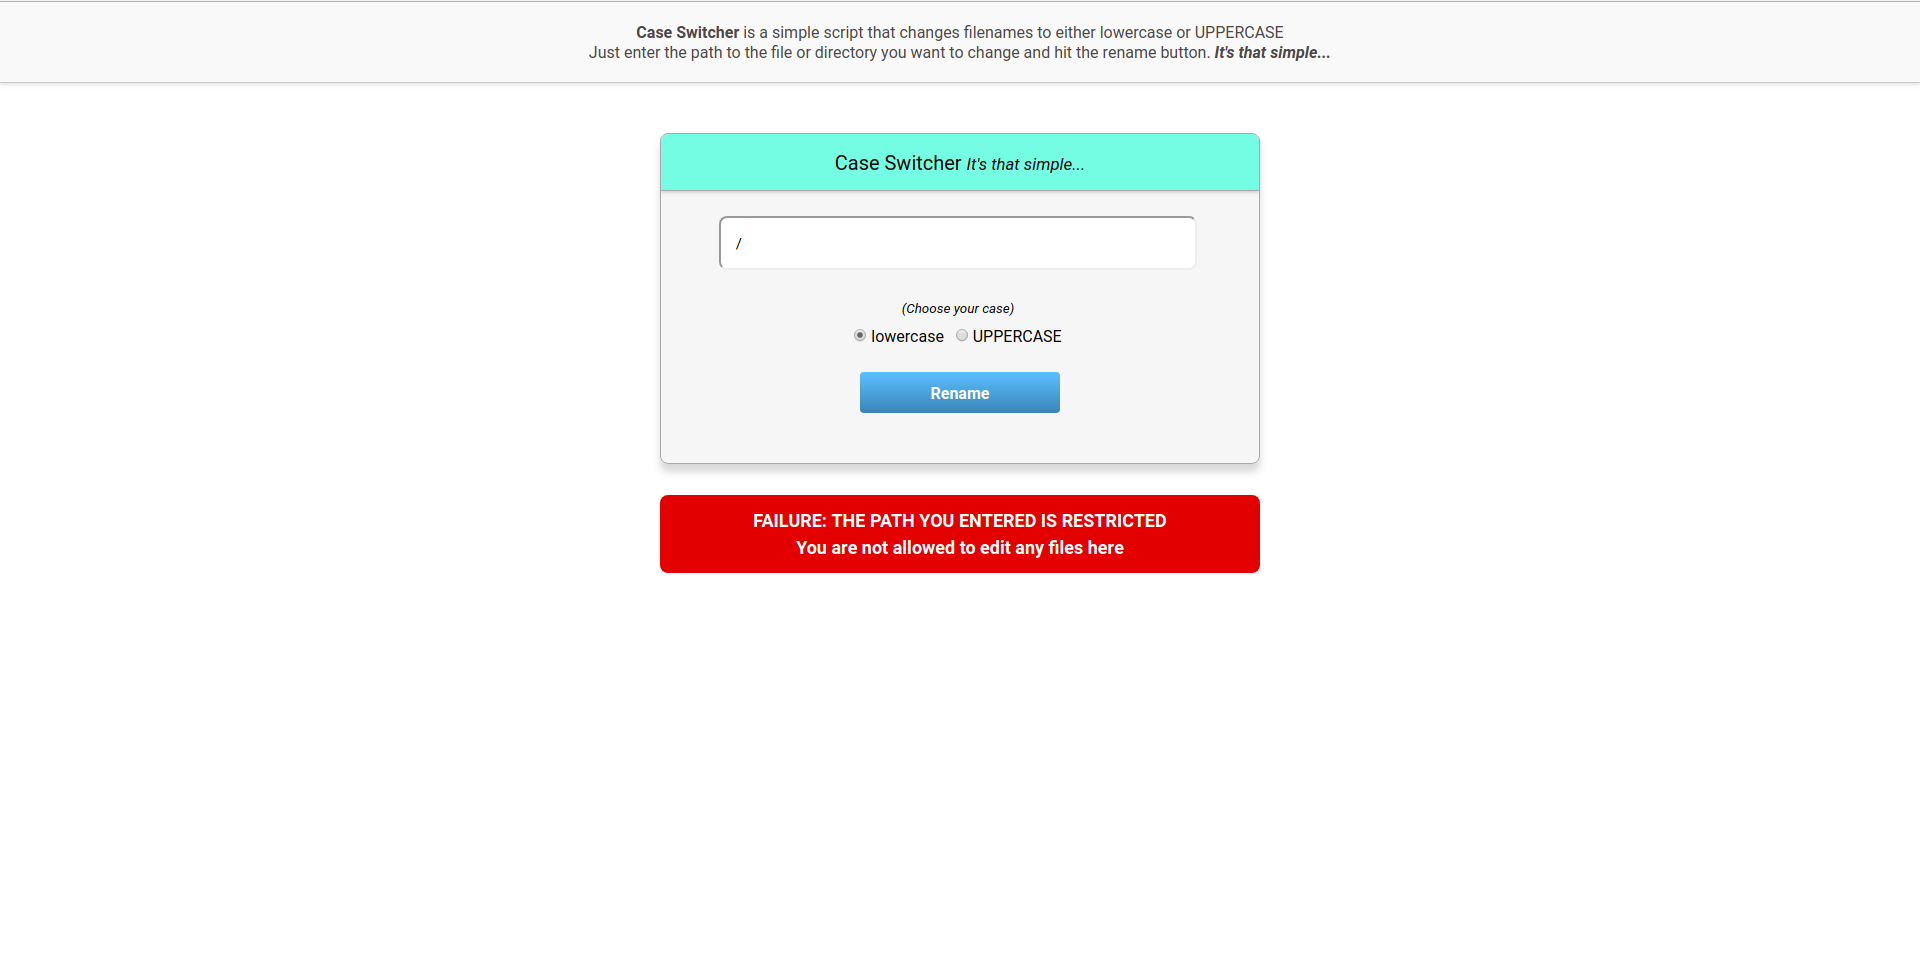 Case Switcher is a simple script that changes filenames to either lowercase or UPPERCASE
Just enter the path to the file or directory you want to change and hit the rename button. It's that simple...
Case Switcher It's that simple...
/
(Choose your case)
lowercase UPPERCASE
Rename
FAILURE: THE PATH YOU ENTERED IS RESTRICTED
You are not allowed to edit any files here